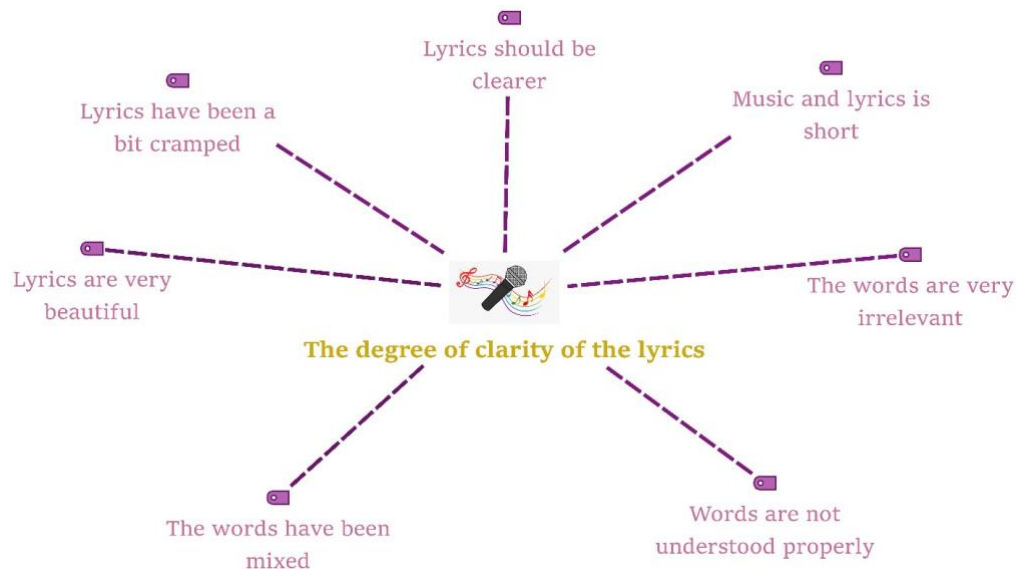 Lyrics should be
clearer
Lyrics have been a
bit cramped
Music and lyrics is
short
Lyrics are very
beautiful
The words are very
irrelevant
The degree of clarity of the lyrics
The words have been
mixed
Words are not
understood properly